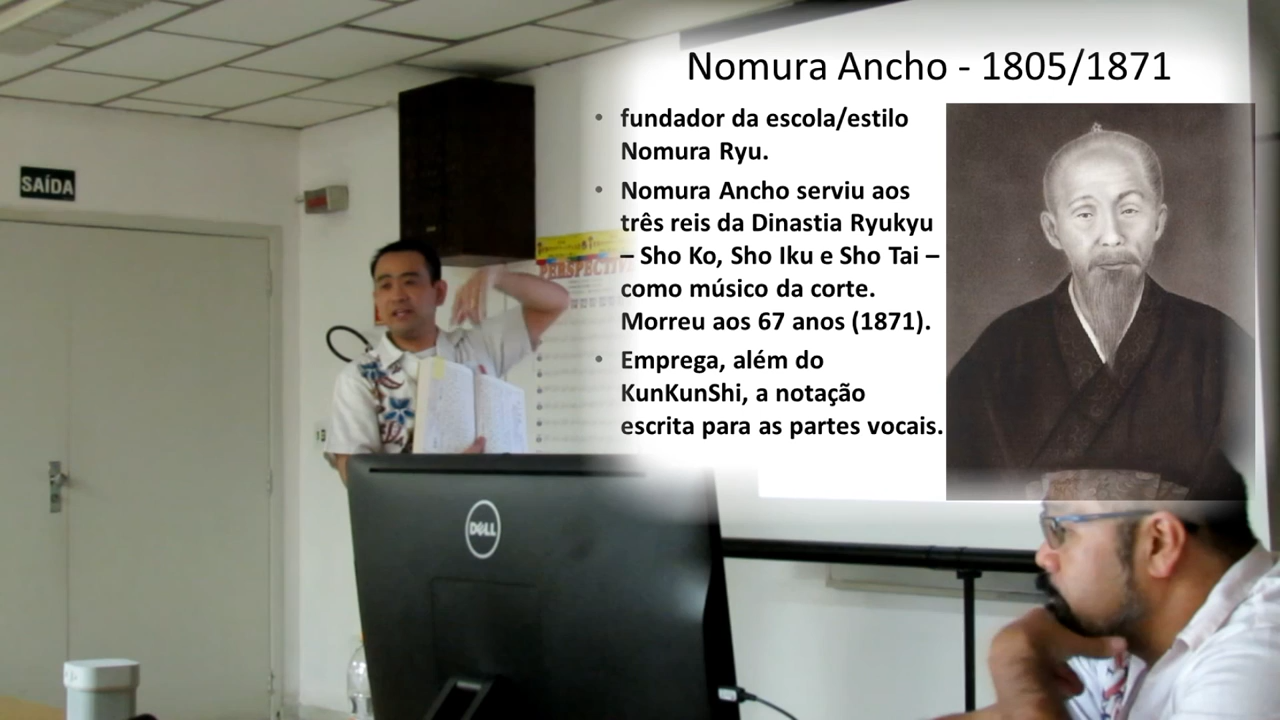 Nomura Ancho - 1805/1871
• fundador da escola/estilo
Nomura Ryu.
• Nomura Ancho serviu aos
três reis da Dinastia Ryukyu
– Sho Ko, Sho Iku e Sho Tai –
como músico da corte.
Morreu aos 67 anos (1871).
• Emprega, além do
KunKunShi, a notação
escrita para as partes vocais.
SAÍDA
PERSPECTIV
DELL